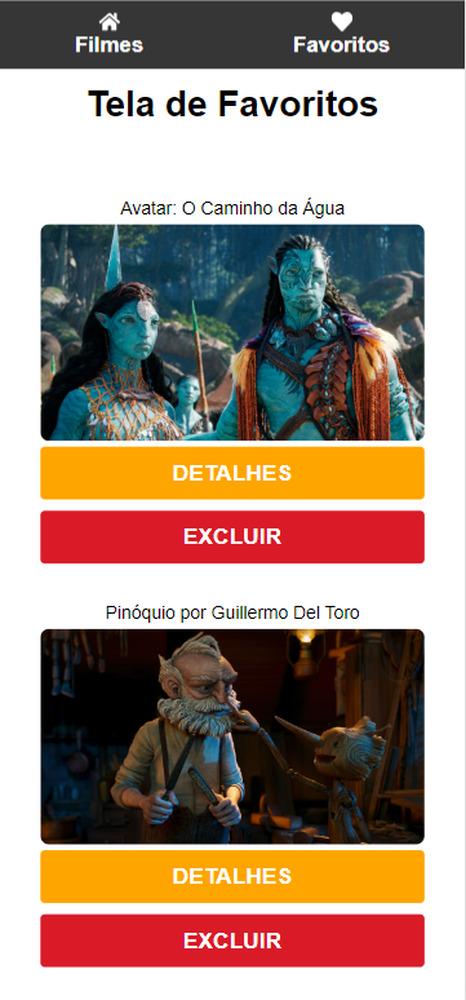 Filmes
Favoritos
Tela de Favoritos
Avatar: O Caminho da Água
DETALHES
EXCLUIR
Pinóquio por Guillermo Del Toro
DETALHES
EXCLUIR